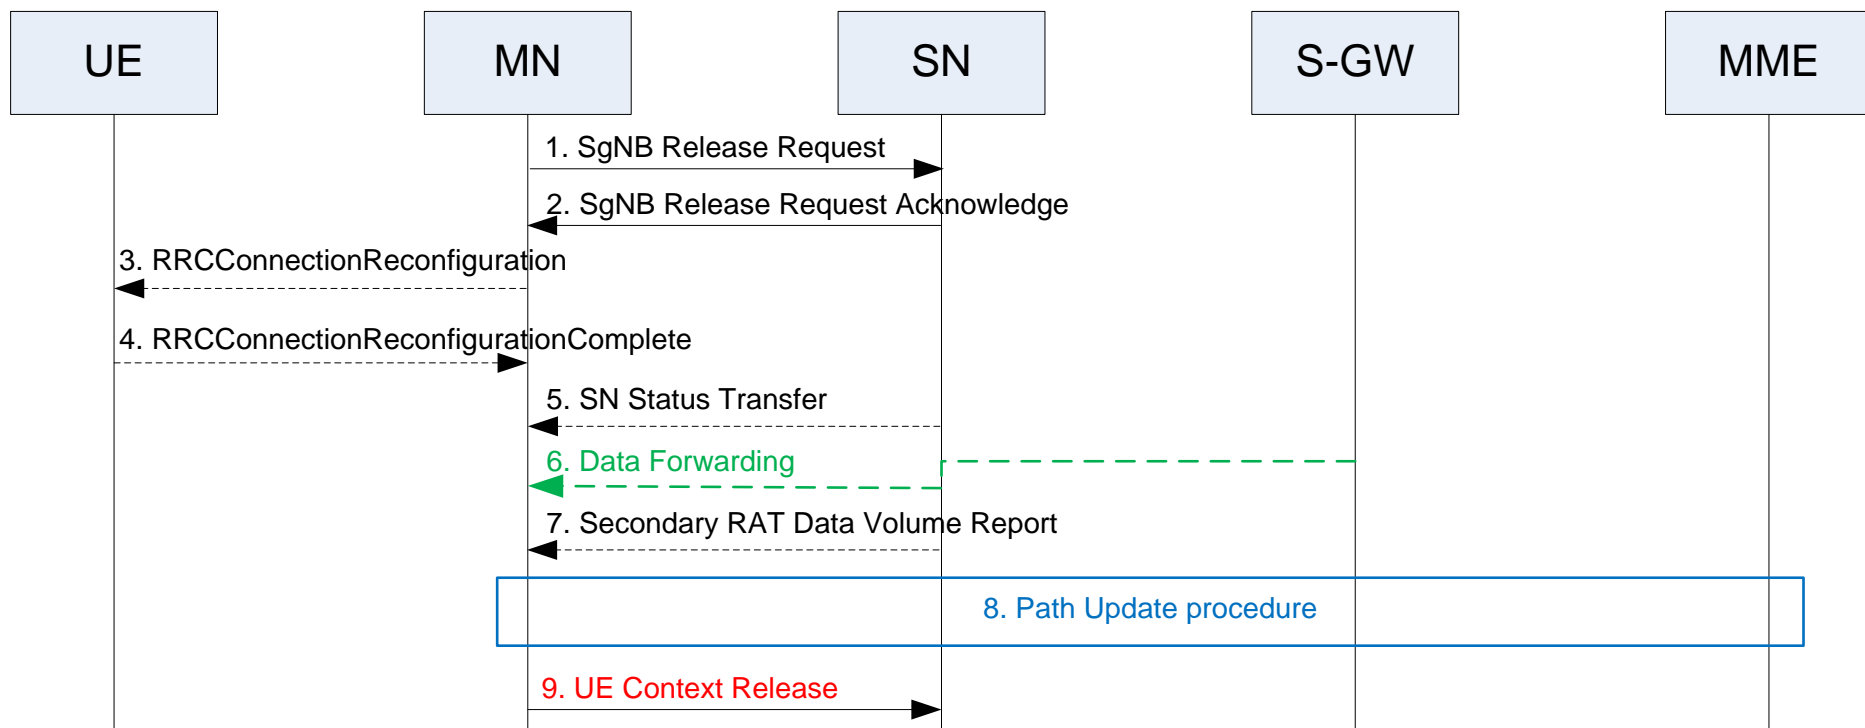 UE
MN
SN
S-GW
MME
1. SgNB Release Request
2. SgNB Release Request Acknowledge
3. RRCConnectionReconfiguration
4. RRCConnectionReconfigurationComplete
5. SN Status Transfer
6. Data Forwarding
7. Secondary RAT Data Volume Report
8. Path Update procedure
9. UE Context Release